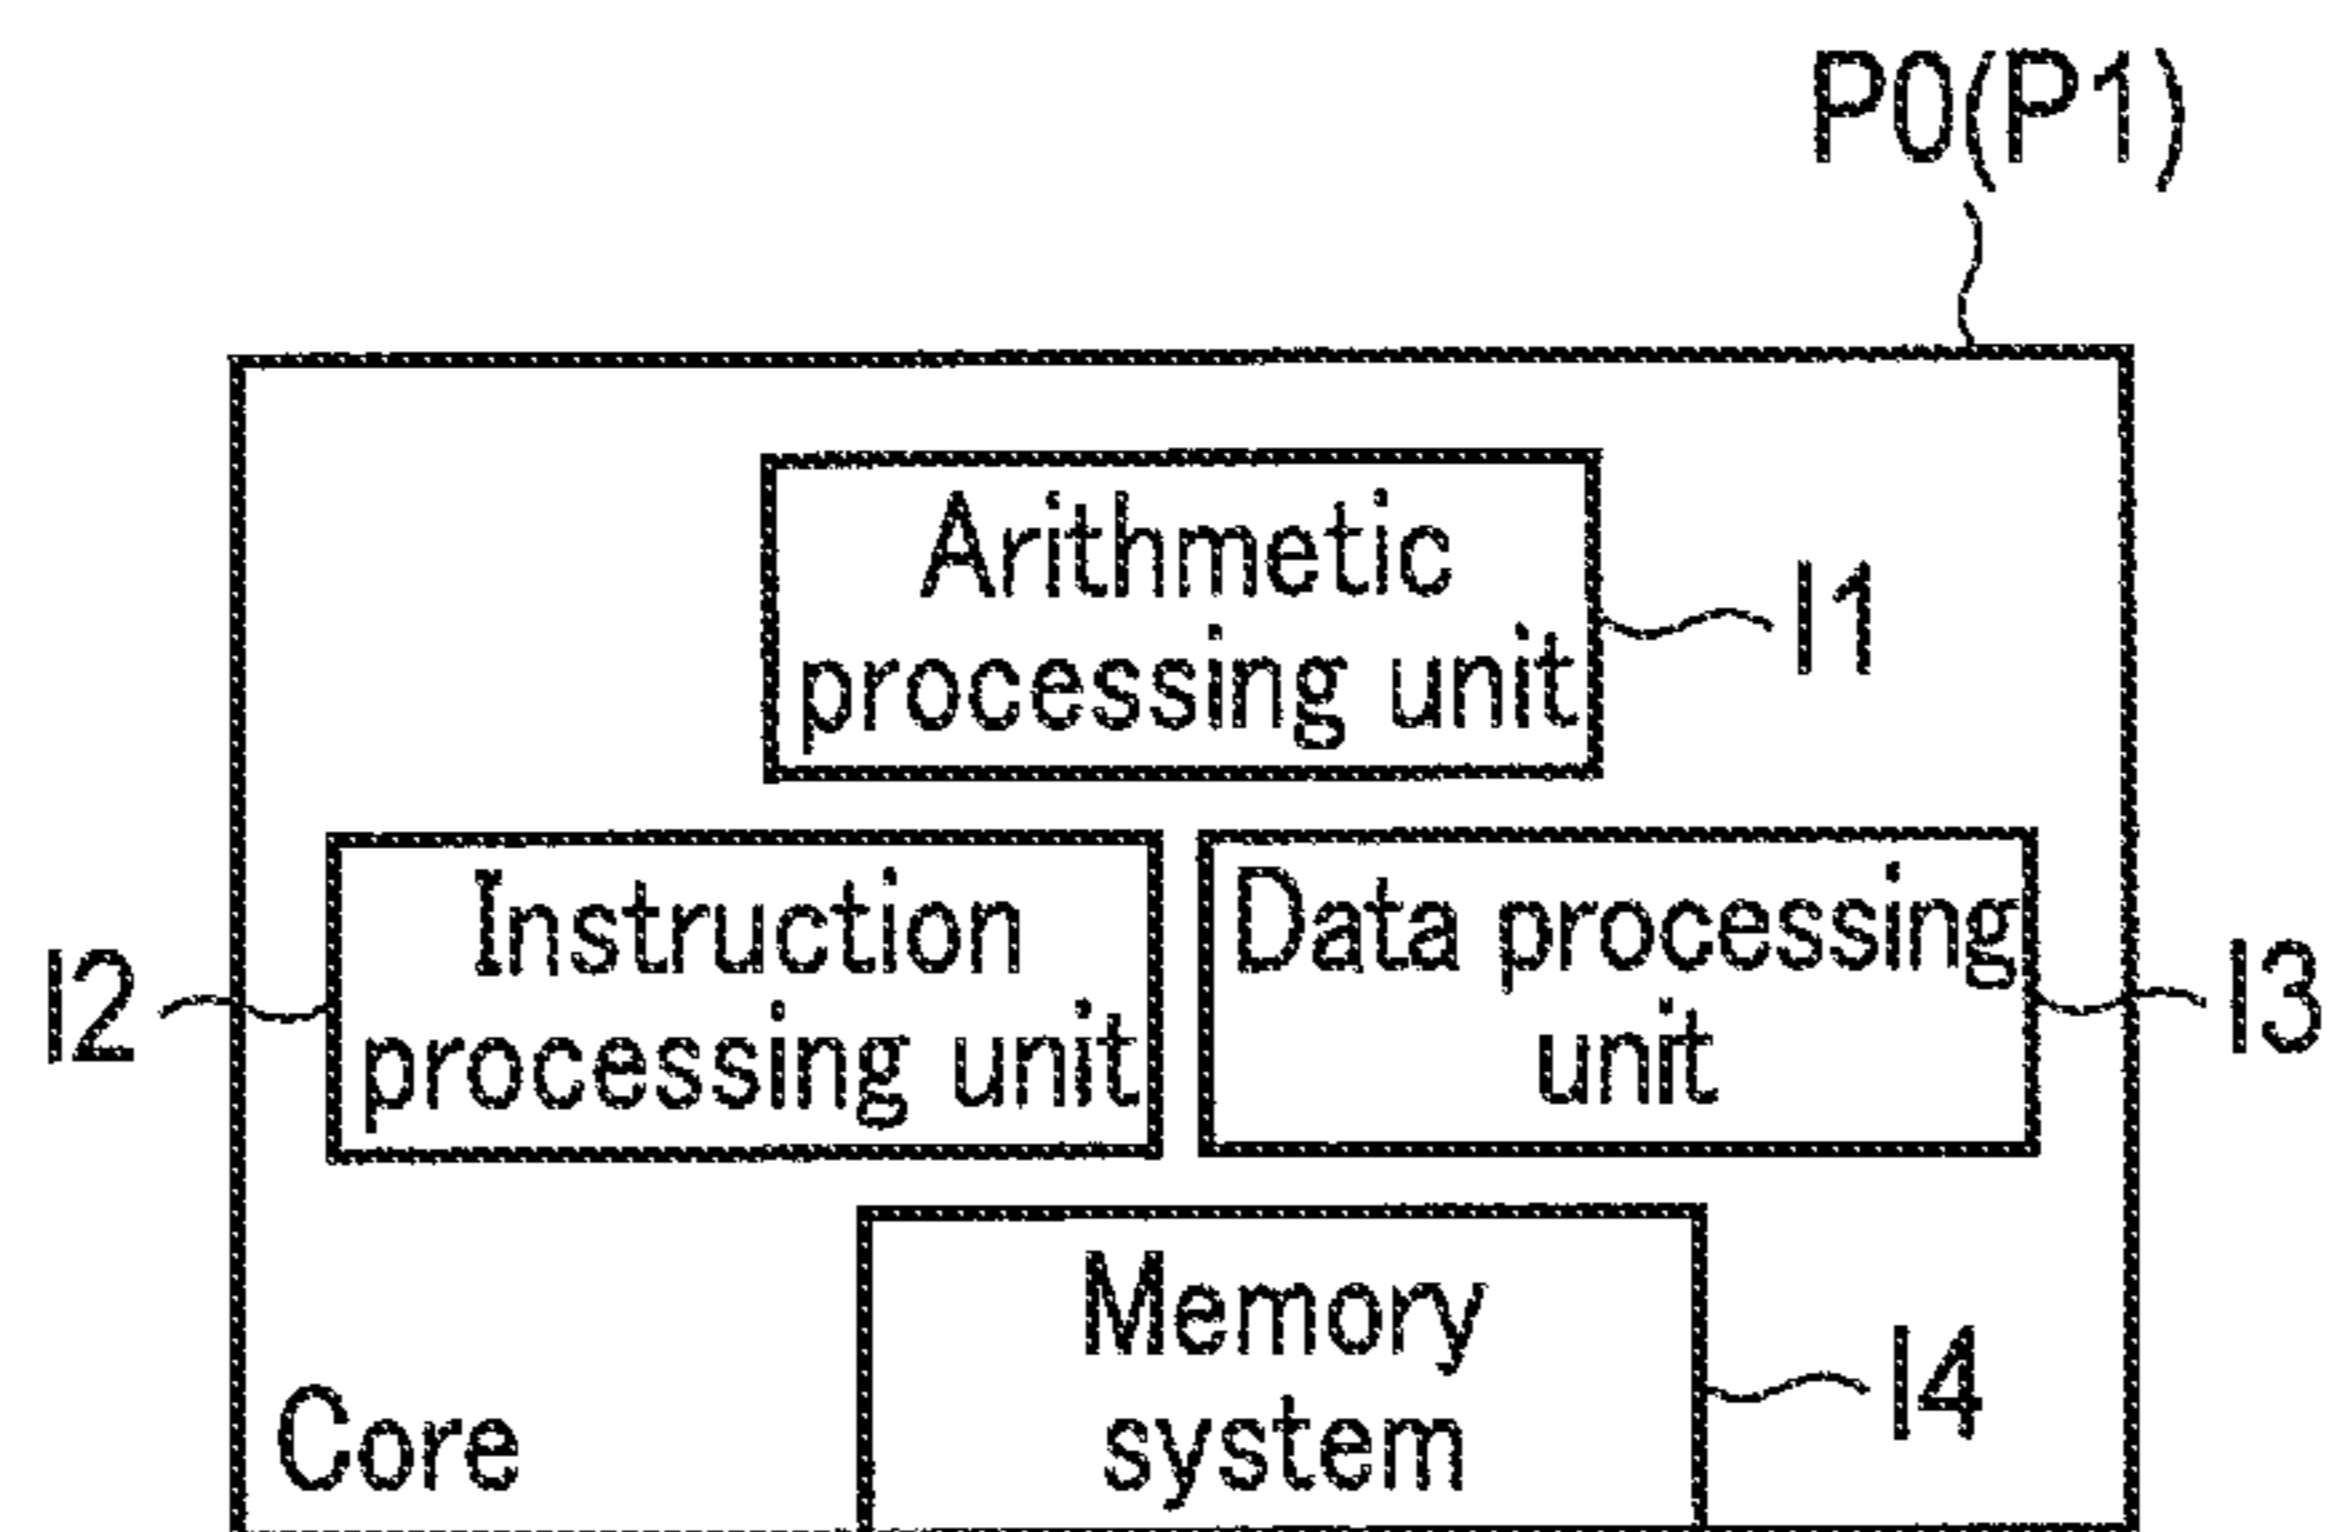 P0(P1)
Arithmetic
processing unit
I1
Instruction
processing unit
I2
Data processing
unit
I3
Memory
system
I4
Core